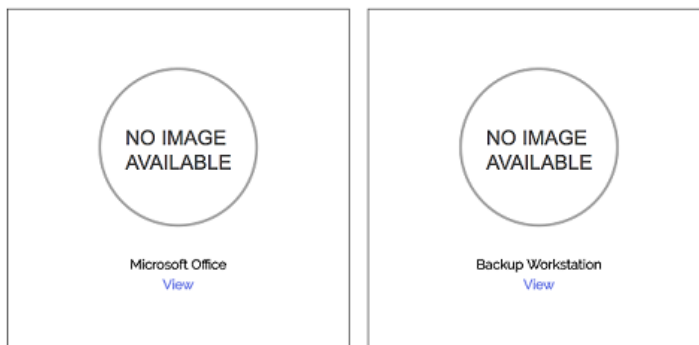 NO IMAGE
AVAILABLE
Microsoft Office
View
NO IMAGE
AVAILABLE
Backup Workstation
View